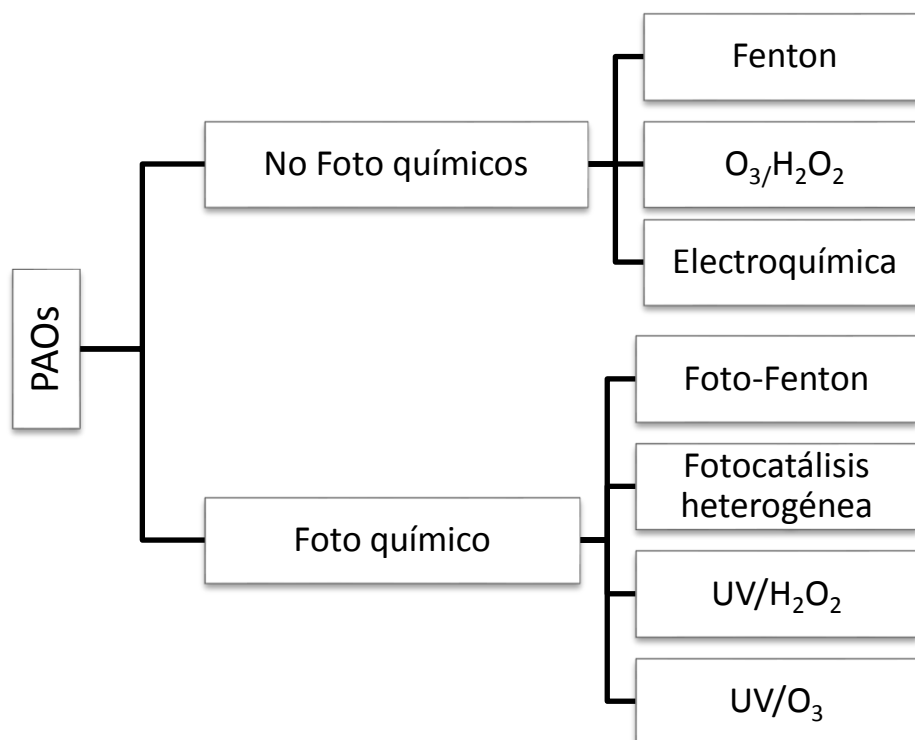 PAOs
No Foto químicos
Fenton
O₃/H₂O₂
Electroquímica
Foto químico
Foto-Fenton
Fotocatálisis
heterogénea
UV/H₂O₂
UV/O₃